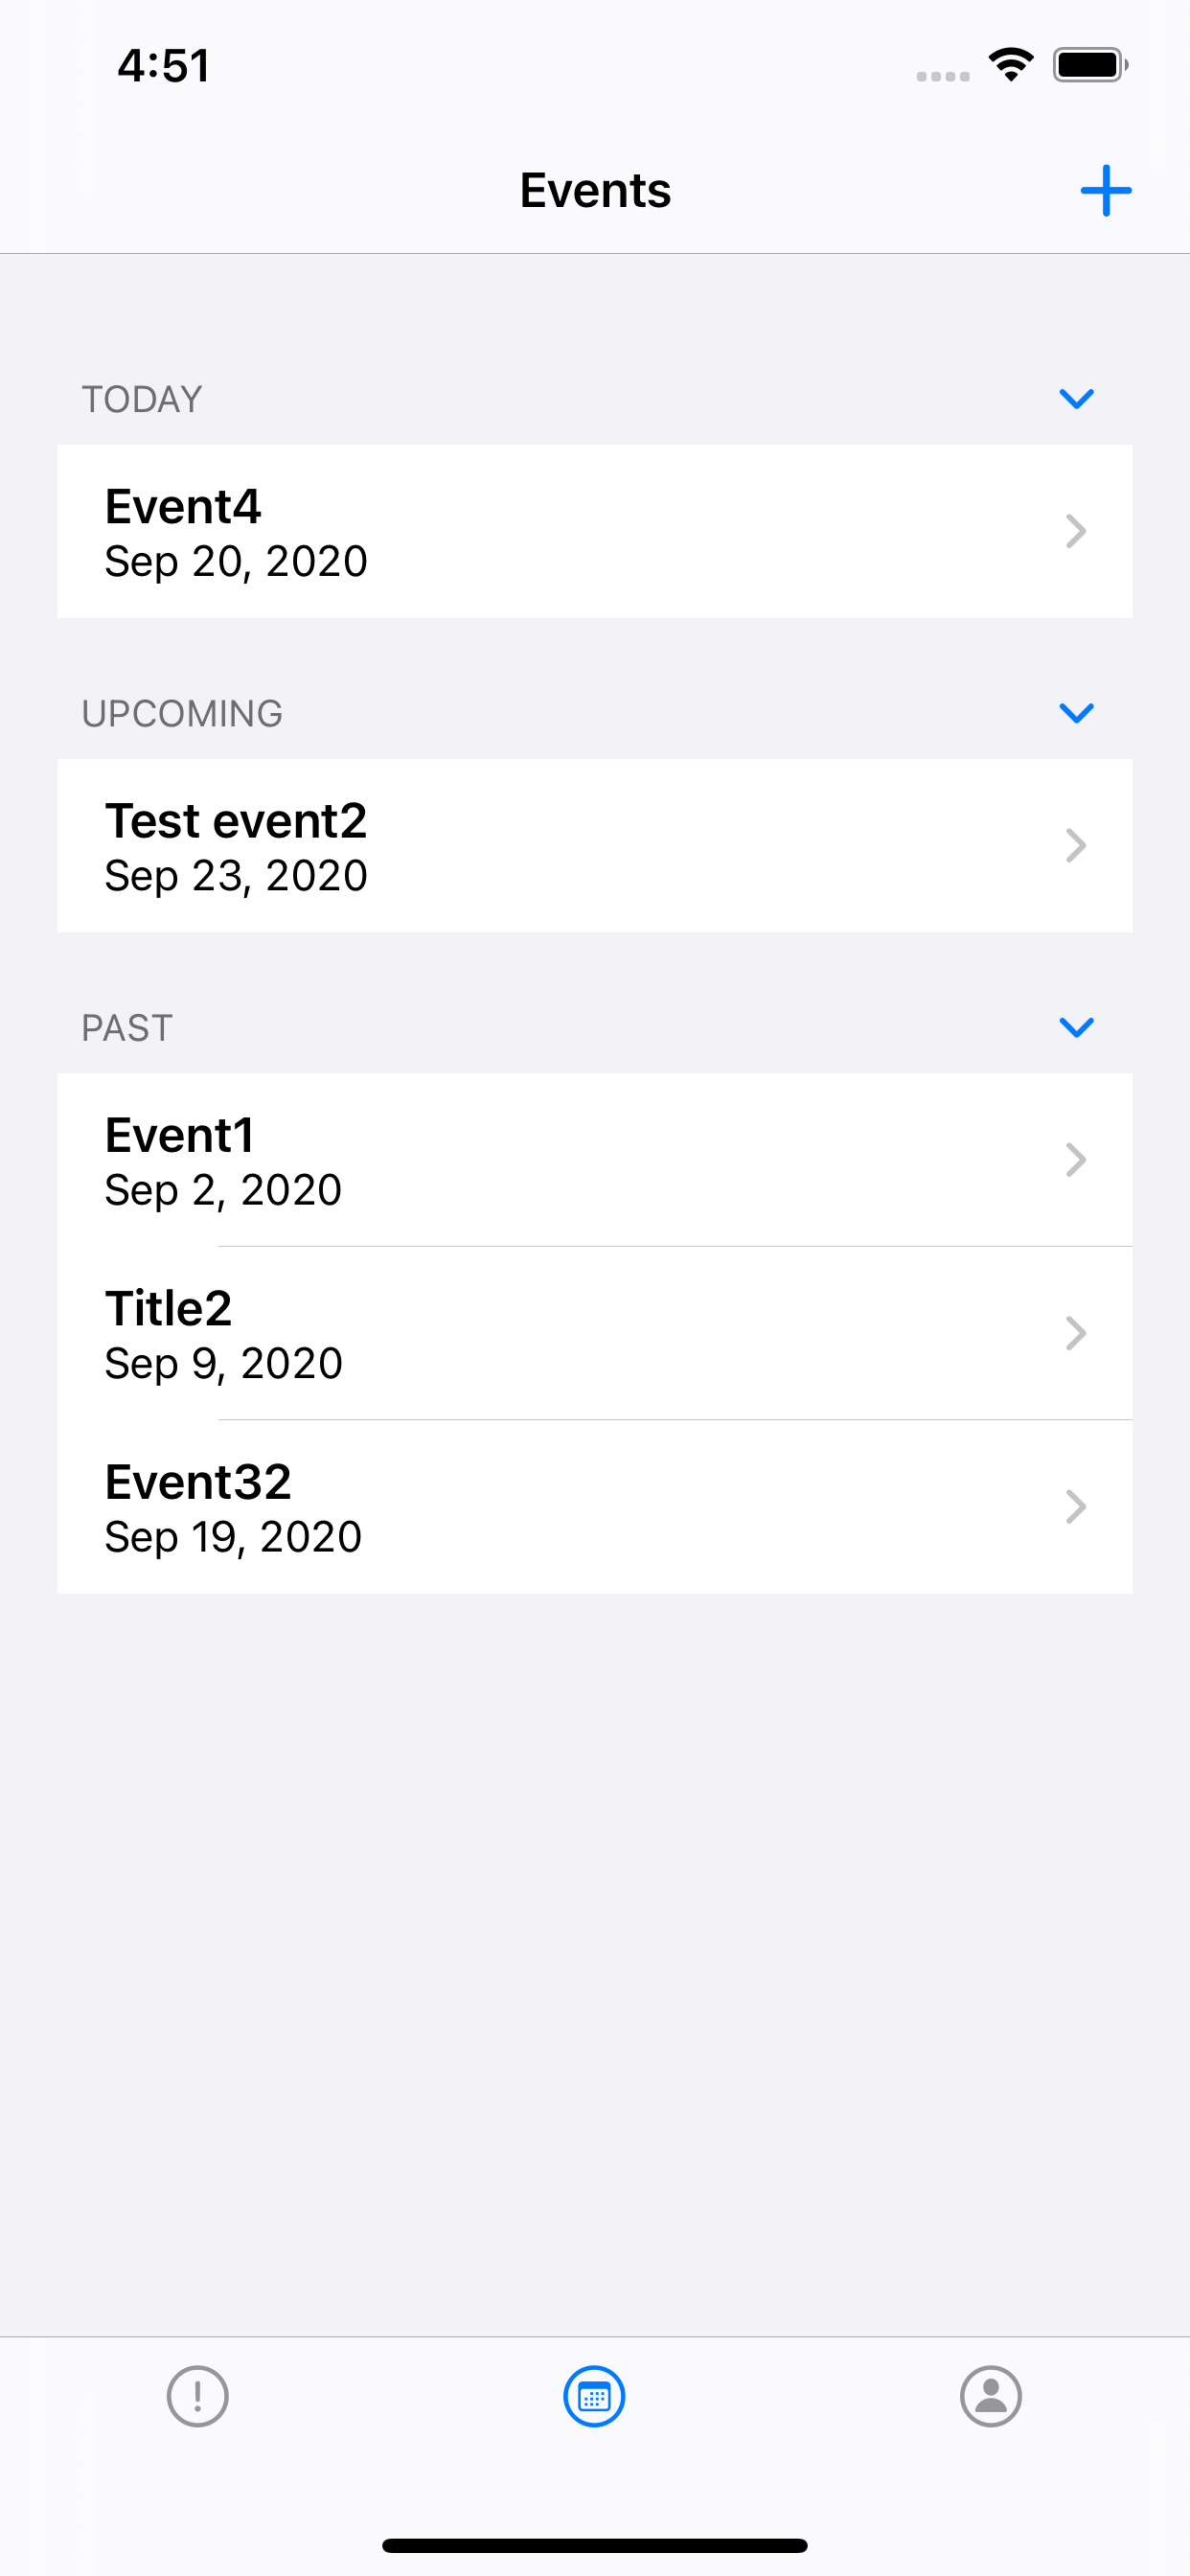 4:51
Events
TODAY
Event4
Sep 20, 2020
UPCOMING
Test event2
Sep 23, 2020
PAST
Event1
Sep 2, 2020
Title2
Sep 9, 2020
Event32
Sep 19, 2020